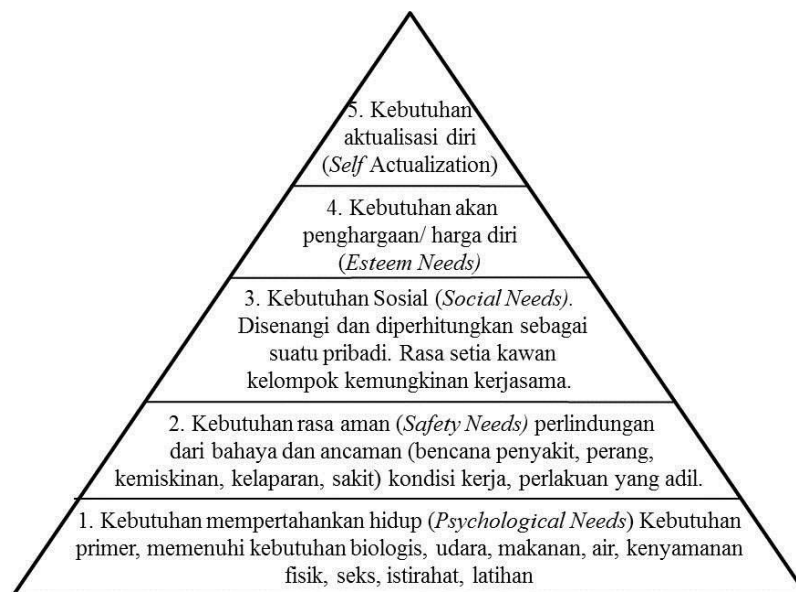 5. Kebutuhan
aktualisasi diri
(Self Actualization)
4. Kebutuhan akan
penghargaan/ harga diri
(Esteem Needs)
3. Kebutuhan Sosial (Social Needs).
Disenangi dan diperhitungkan sebagai
suatu pribadi. Rasa setia kawan
kelompok kemungkinan kerjasama.
2. Kebutuhan rasa aman (Safety Needs) perlindungan
dari bahaya dan ancaman (bencana penyakit, perang,
kemiskinan, kelaparan, sakit) kondisi kerja, perlakuan yang adil.
1. Kebutuhan mempertahankan hidup (Psychological Needs) Kebutuhan
primer, memenuhi kebutuhan biologis, udara, makanan, air, kenyamanan
fisik, seks, istirahat, latihan